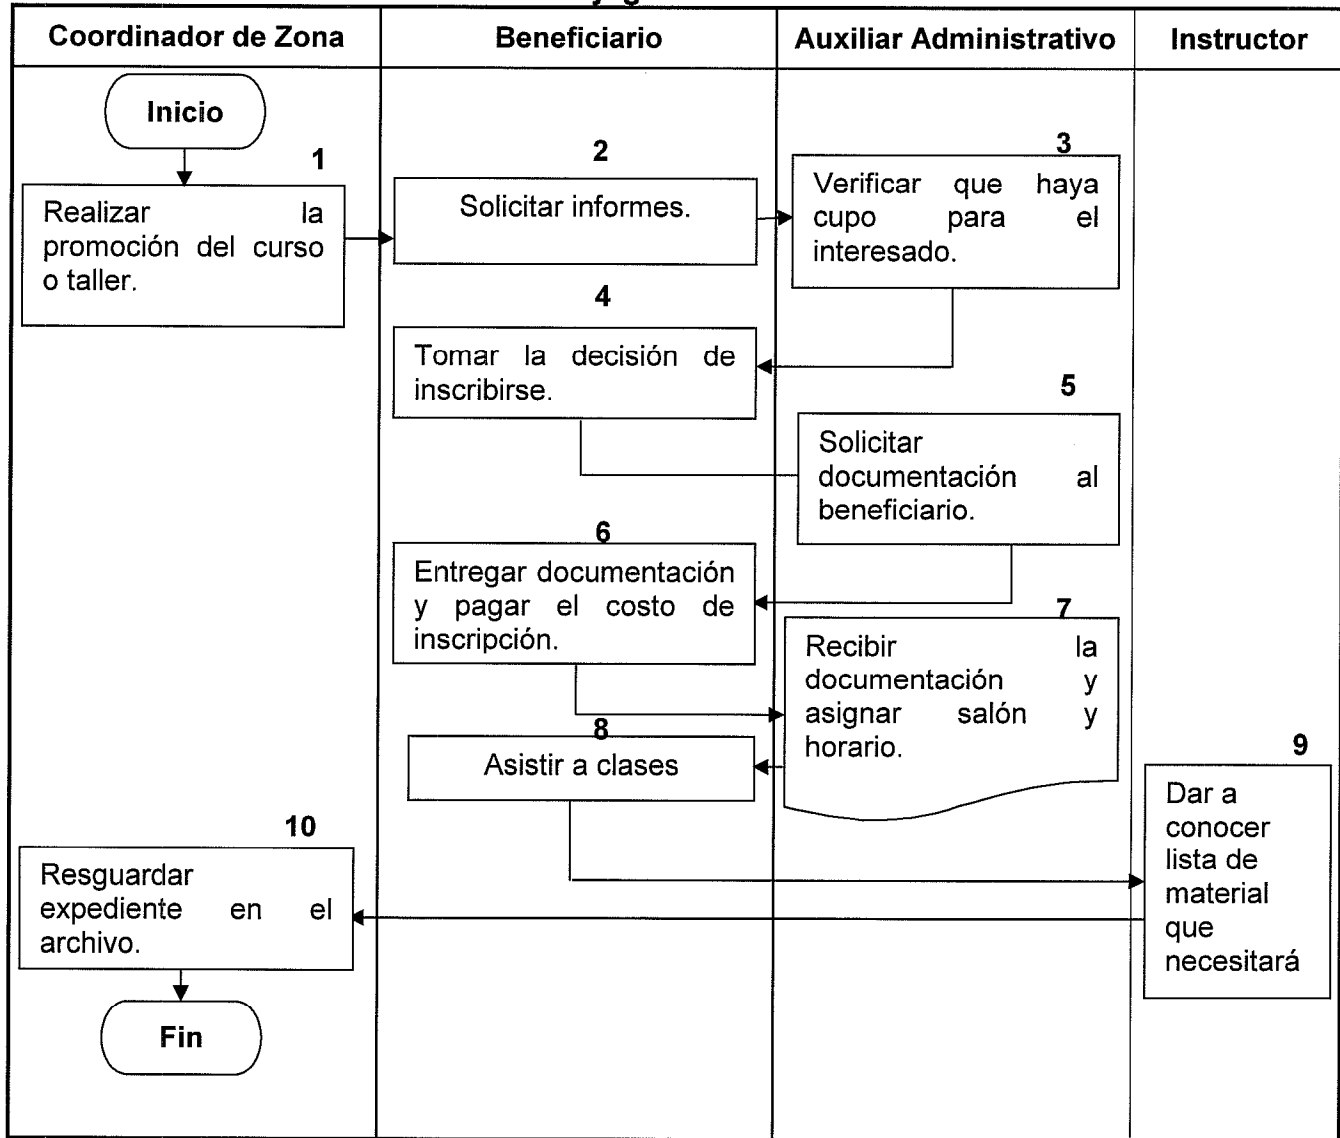 Coordinador de Zona
Beneficiario
Auxiliar Administrativo
Instructor
Inicio
1
Realizar la
promoción del curso
o taller.
2
Solicitar informes.
3
Verificar que haya
cupo para el
interesado.
4
Tomar la decisión de
inscribirse.
5
Solicitar
documentación al
beneficiario.
6
Entregar documentación
y pagar el costo de
inscripción.
7
Recibir la
documentación y
asignar salón y
horario.
8
Asistir a clases
9
Dar a
conocer
lista de
material
que
necesitará
10
Resguardar
expediente en el
archivo.
Fin